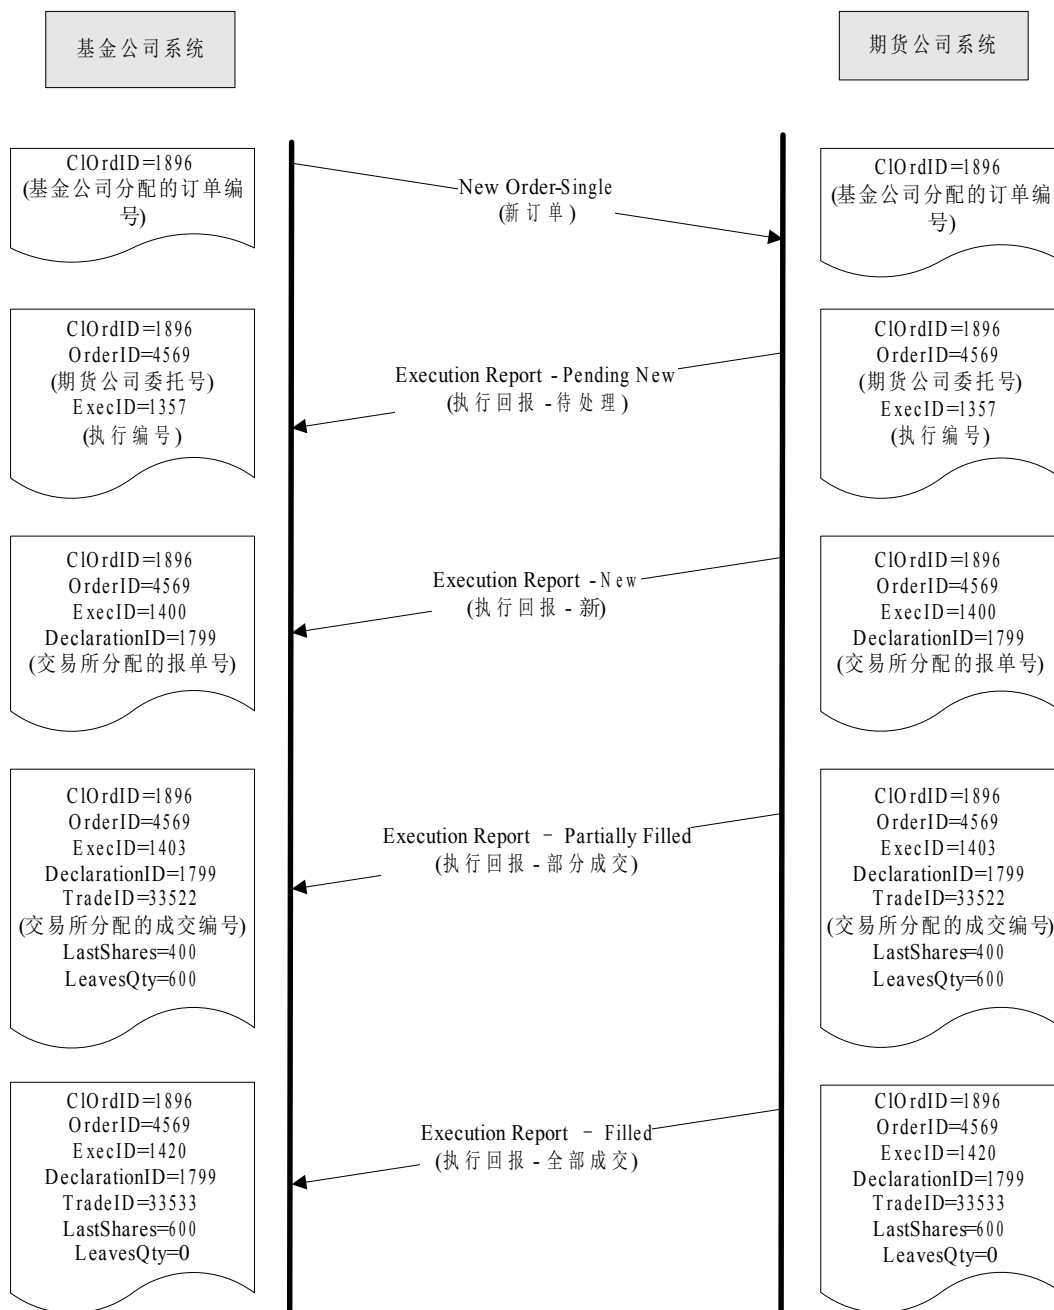 基金公司系统
期货公司系统
ClOrdID=1896
(基金公司分配的订单编
号)
New Order-Single
(新订单)
ClOrdID=1896
(基金公司分配的订单编
号)
ClOrdID=1896
OrderID=4569
(期货公司委托号)
ExecID=1357
(执行编号)
Execution Report - Pending New
(执行回报 - 待处理)
ClOrdID=1896
OrderID=4569
(期货公司委托号)
ExecID=1357
(执行编号)
ClOrdID=1896
OrderID=4569
ExecID=1400
DeclarationID=1799
(交易所分配的报单号)
Execution Report - New
(执行回报 - 新)
ClOrdID=1896
OrderID=4569
ExecID=1400
DeclarationID=1799
(交易所分配的报单号)
ClOrdID=1896
OrderID=4569
ExecID=1403
DeclarationID=1799
TradeID=33522
(交易所分配的成交编号)
LastShares=400
LeavesQty=600
Execution Report － Partially Filled
(执行回报 - 部分成交)
ClOrdID=1896
OrderID=4569
ExecID=1403
DeclarationID=1799
TradeID=33522
(交易所分配的成交编号)
LastShares=400
LeavesQty=600
ClOrdID=1896
OrderID=4569
ExecID=1420
DeclarationID=1799
TradeID=33533
LastShares=600
LeavesQty=0
Execution Report － Filled
(执行回报 - 全部成交)
ClOrdID=1896
OrderID=4569
ExecID=1420
DeclarationID=1799
TradeID=33533
LastShares=600
LeavesQty=0